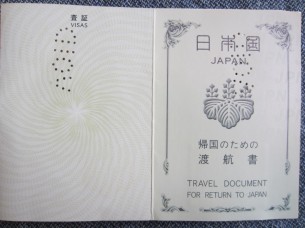 査証
VISAS
日本国
JAPAN
帰国のための
渡航書
TRAVEL DOCUMENT
FOR RETURN TO JAPAN